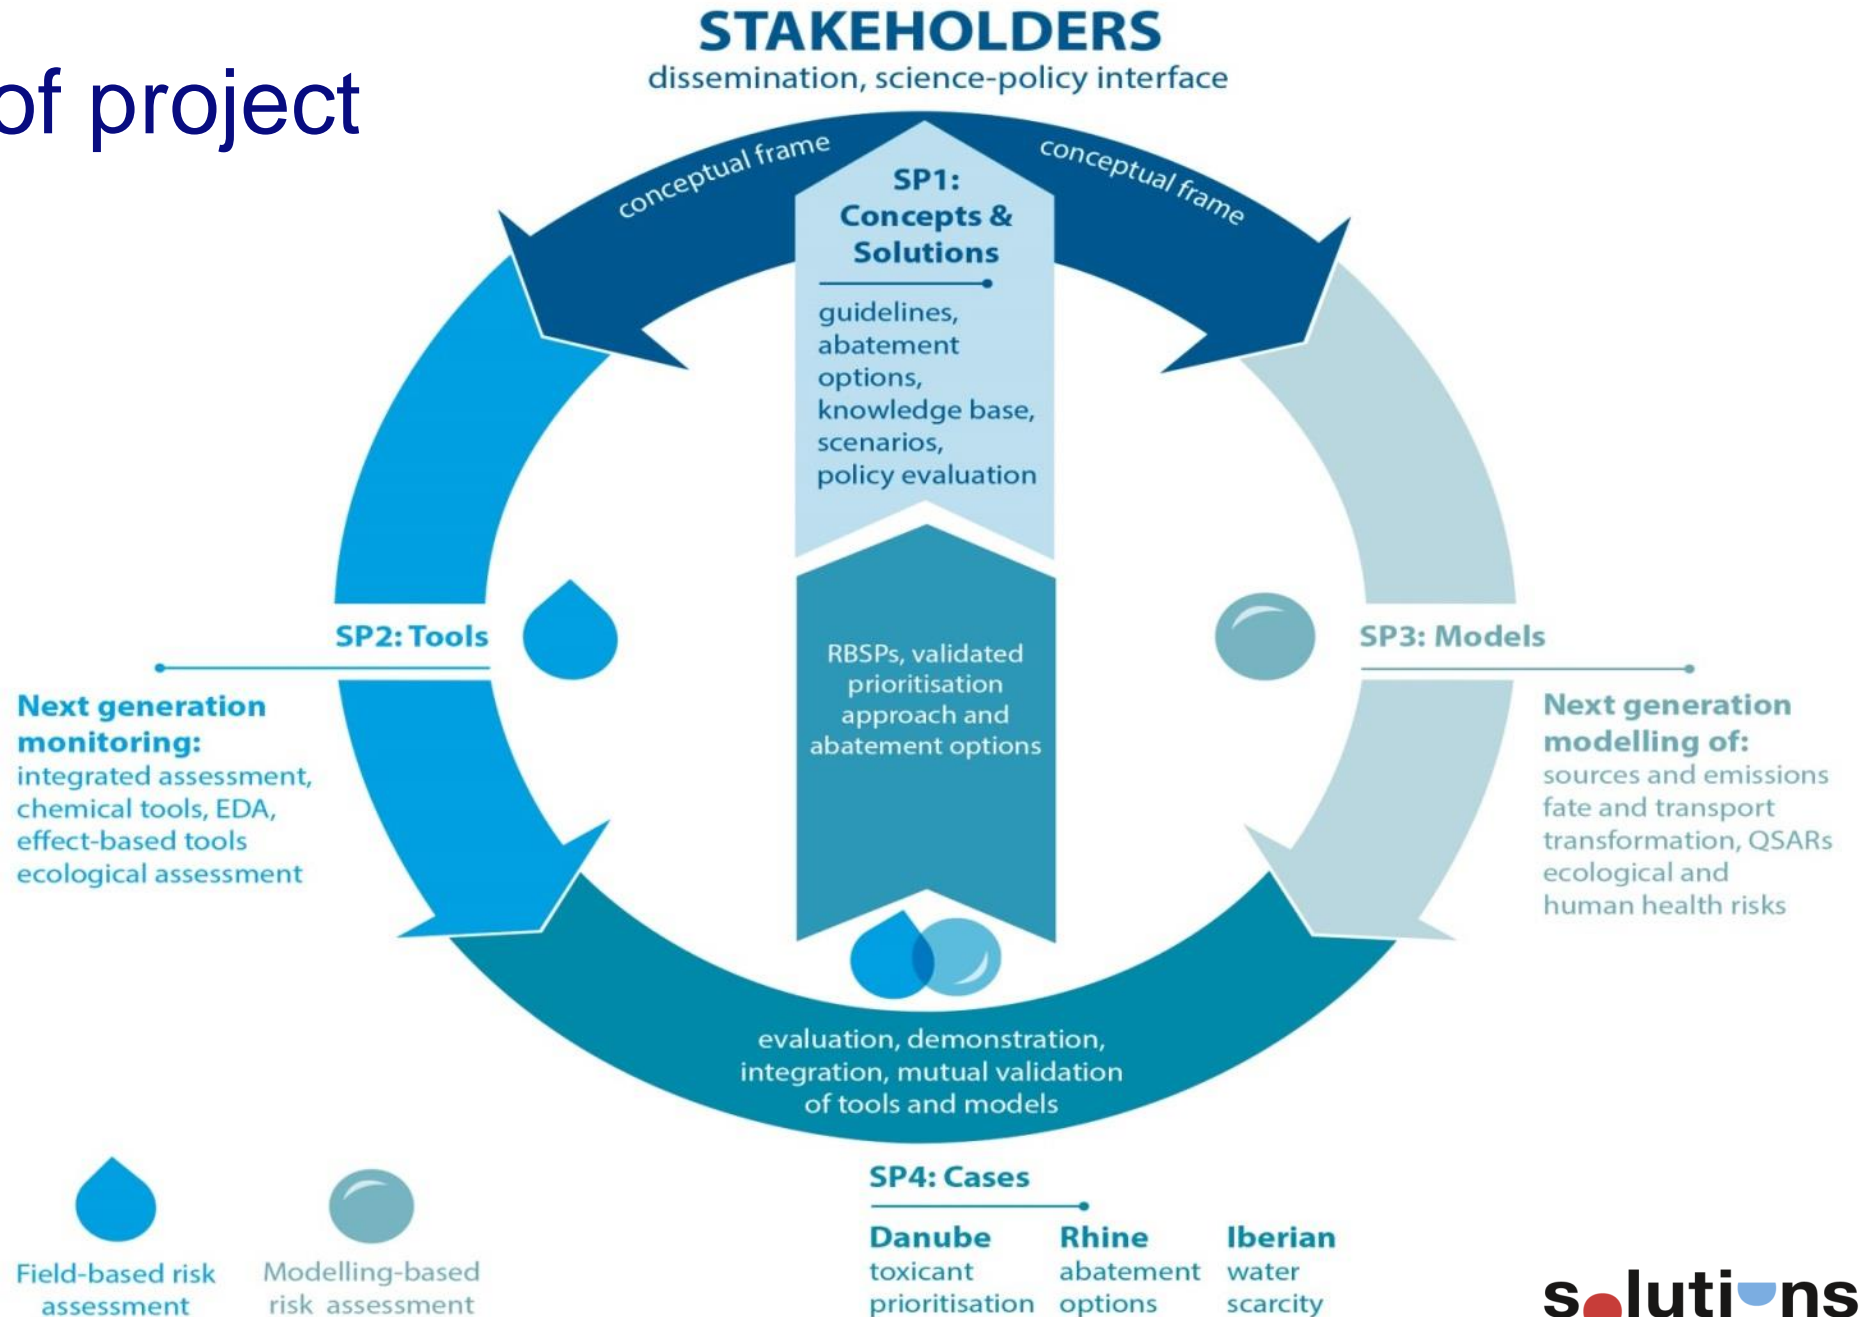 of project
STAKEHOLDERS
dissemination, science-policy interface
conceptual frame
conceptual frame
SP1:
Concepts &
Solutions
guidelines,
abatement
options,
knowledge base,
scenarios,
policy evaluation
RBSPs, validated
prioritisation
approach and
abatement options
SP2: Tools
Next generation
monitoring:
integrated assessment,
chemical tools, EDA,
effect-based tools
ecological assessment
SP3: Models
Next generation
modelling of:
sources and emissions
fate and transport
transformation, QSARs
ecological and
human health risks
evaluation, demonstration,
integration, mutual validation
of tools and models
SP4: Cases
Danube
toxicant
prioritisation
Rhine
abatement
options
Iberian
water
scarcity
Field-based risk
assessment
Modelling-based
risk assessment
solutions